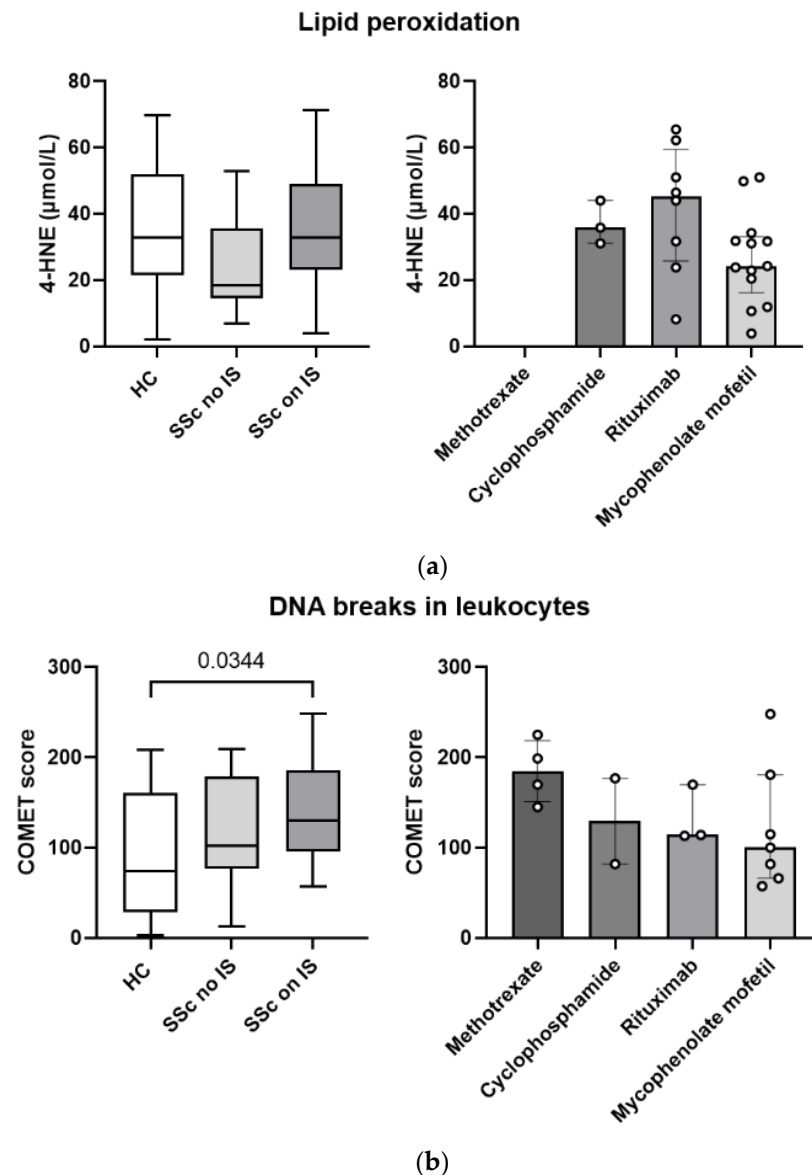 Lipid peroxidation
80
60
40
20
0
4-HNE (µmol/L)
HC
SSc no IS
SSc on IS
80
60
40
20
0
4-HNE (µmol/L)
Methotrexate
Cyclophosphamide
Rituximab
Mycophenolate mofetil
(a)
DNA breaks in leukocytes
300
200
100
0
COMET score
0.0344
HC
SSc no IS
SSc on IS
300
200
100
0
COMET score
Methotrexate
Cyclophosphamide
Rituximab
Mycophenolate mofetil
(b)